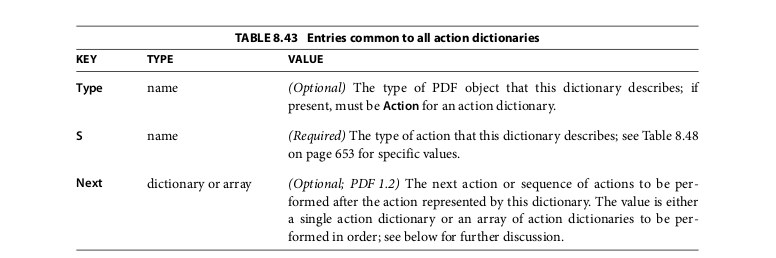 TABLE 8.43 Entries common to all action dictionaries
KEY TYPE VALUE
Type name (Optional) The type of PDF object that this dictionary describes; if
present, must be Action for an action dictionary.
S name (Required) The type of action that this dictionary describes; see Table 8.48
on page 653 for specific values.
Next dictionary or array (Optional; PDF 1.2) The next action or sequence of actions to be per-
formed after the action represented by this dictionary. The value is either
a single action dictionary or an array of action dictionaries to be per-
formed in order; see below for further discussion.